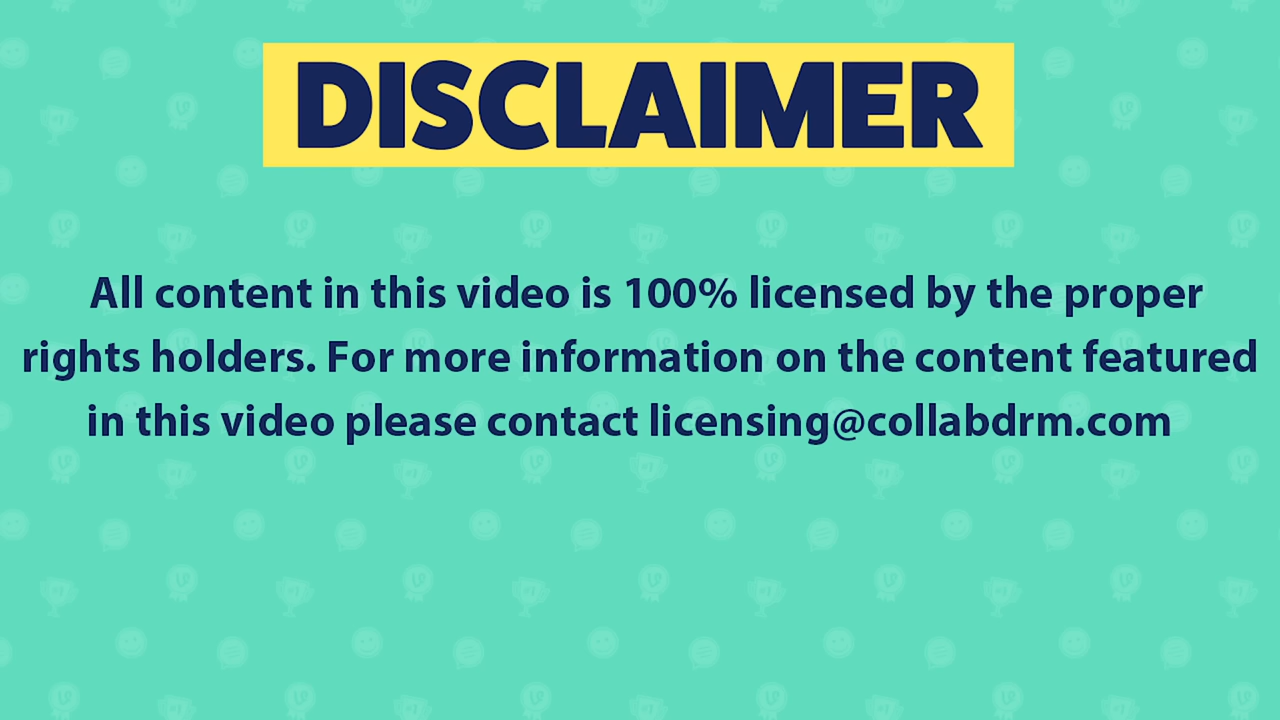 DISCLAIMER
All content in this video is 100% licensed by the proper
rights holders. For more information on the content featured
in this video please contact licensing@collabdrm.com